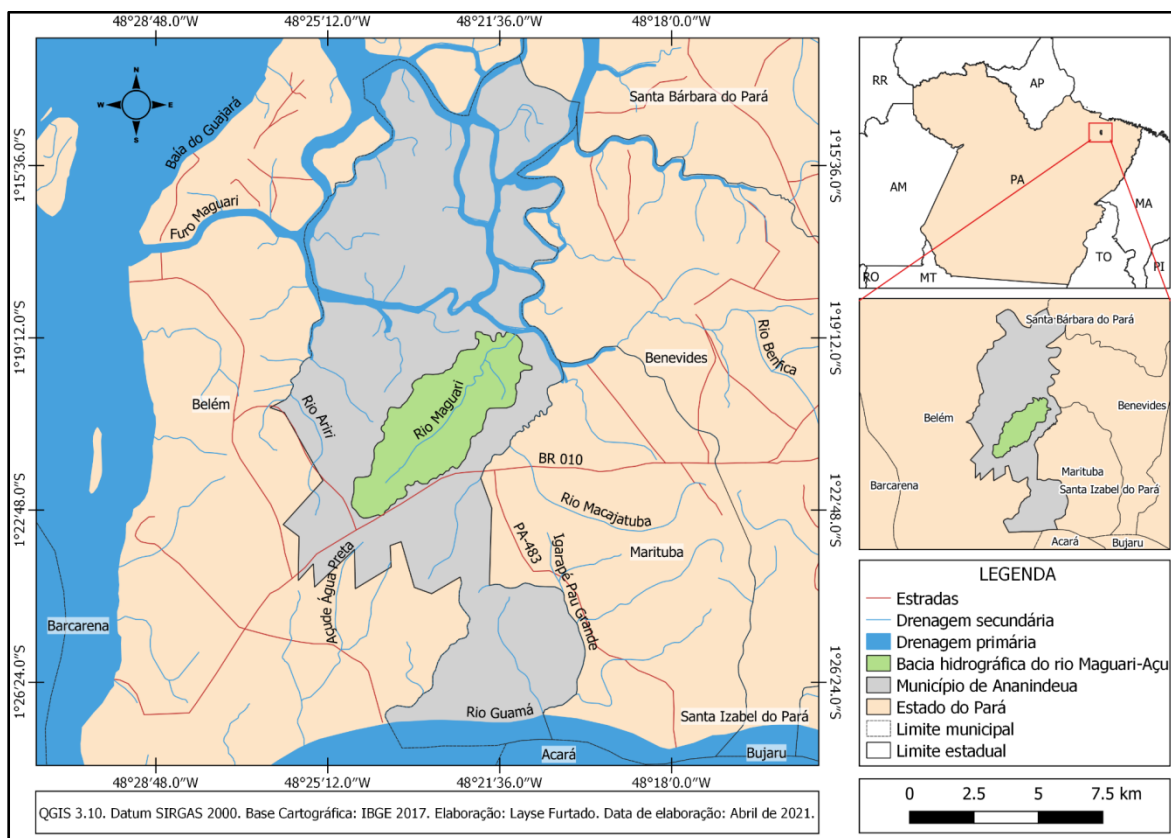 48°28'48.0"W 48°25'12.0"W 48°21'36.0"W 48°18'0.0"W
N
W E
S
Santa Bárbara do Pará
Baía do Guajará
1°15'36.0"S
1°15'36.0"S
Furo Maguari
1°19'12.0"S
1°19'12.0"S
Rio Benfica
Benevides
Rio Maguari
Belém
Rio Ariri
BR 010
1°22'48.0"S
1°22'48.0"S
Rio Macajatuba
PA-483
Açude Água Preta
Igarapé Pau Grande
Marituba
Barcarena
1°26'24.0"S
1°26'24.0"S
Rio Guamá
Santa Izabel do Pará
Acará
Bujaru
48°28'48.0"W 48°25'12.0"W 48°21'36.0"W 48°18'0.0"W
QGIS 3.10. Datum SIRGAS 2000. Base Cartográfica: IBGE 2017. Elaboração: Layse Furtado. Data de elaboração: Abril de 2021.
RR
AP
AM
PA
MA
TO
PI
RO
MT
Santa Bárbara do Pará
Belém
Benevides
Marituba
Barcarena
Santa Izabel do Pará
Acará
Bujaru
LEGENDA
Estradas
Drenagem secundária
Drenagem primária
Bacia hidrográfica do rio Maguari-Açu
Município de Ananindeua
Estado do Pará
Limite municipal
Limite estadual
0 2.5 5 7.5 km